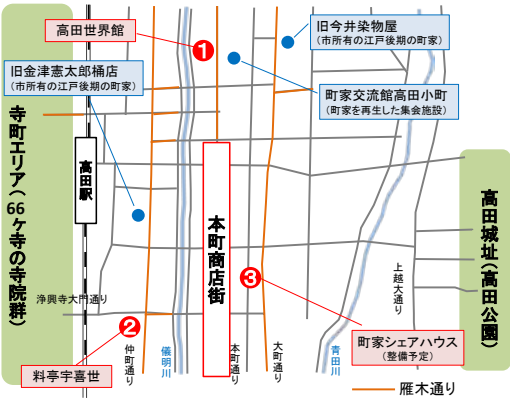 高田世界館
1
旧今井染物屋
(市所有の江戸後期の町家)
旧金津憲太郎桶店
(市所有の江戸後期の町家)
町家交流館高田小町
(町家を再生した集会施設)
寺町エリア(66ヶ寺の寺院群)
高田駅
本町商店街
高田城址(高田公園)
3
上越大通り
浄興寺大門通り
2
町家シェアハウス
(整備予定)
料亭宇喜世
仲町通り
儀明川
本町通り
大町通り
青田川
雁木通り